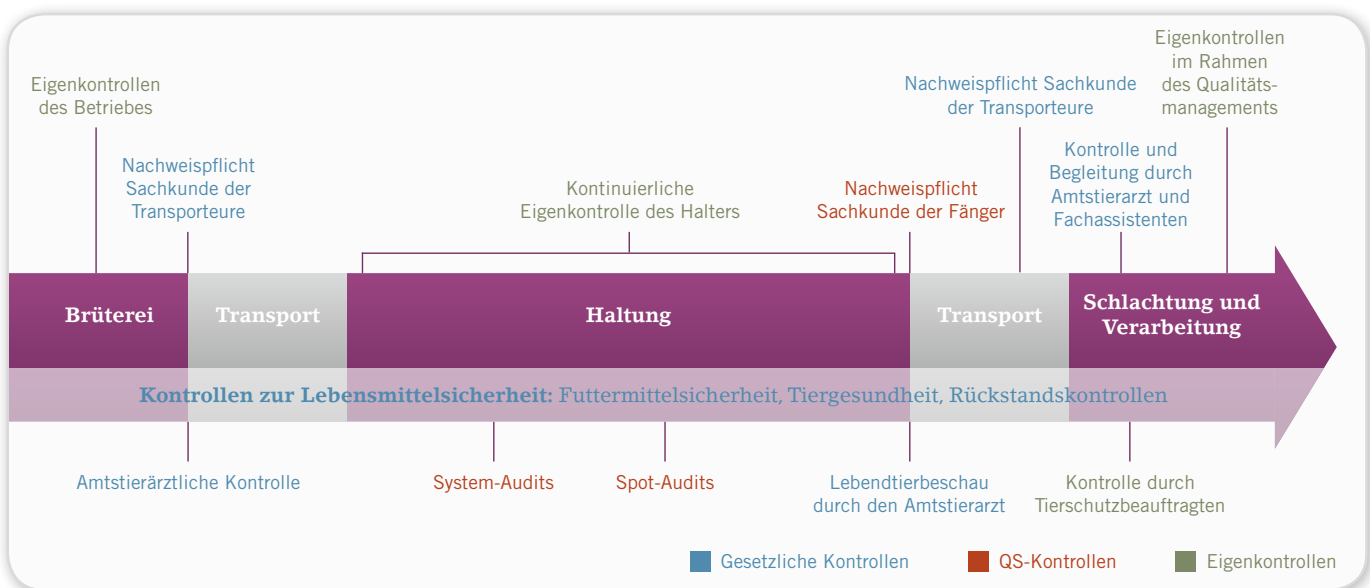 Eigenkontrollen
des Betriebes
Nachweispflicht
Sachkunde der
Transporteure
Kontinuierliche
Eigenkontrolle des Halters
Nachweispflicht
Sachkunde der Fänger
Nachweispflicht Sachkunde
der Transporteure
Kontrolle und
Begleitung durch
Amtstierarzt und
Fachassistenten
Eigenkontrollen
im Rahmen
des Qualitäts-
managements
Brüterei
Transport
Haltung
Transport
Schlachtung und
Verarbeitung
Kontrollen zur Lebensmittelsicherheit: Futtermittelsicherheit, Tiergesundheit, Rückstandskontrollen
Amtstierärztliche Kontrolle
System-Audits
Spot-Audits
Lebendtierbeschau
durch den Amtstierarzt
Kontrolle durch
Tierschutzbeauftragten
Gesetzliche Kontrollen
QS-Kontrollen
Eigenkontrollen